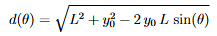 d(θ) = √(L² + y₀² − 2 y₀ L sin(θ))